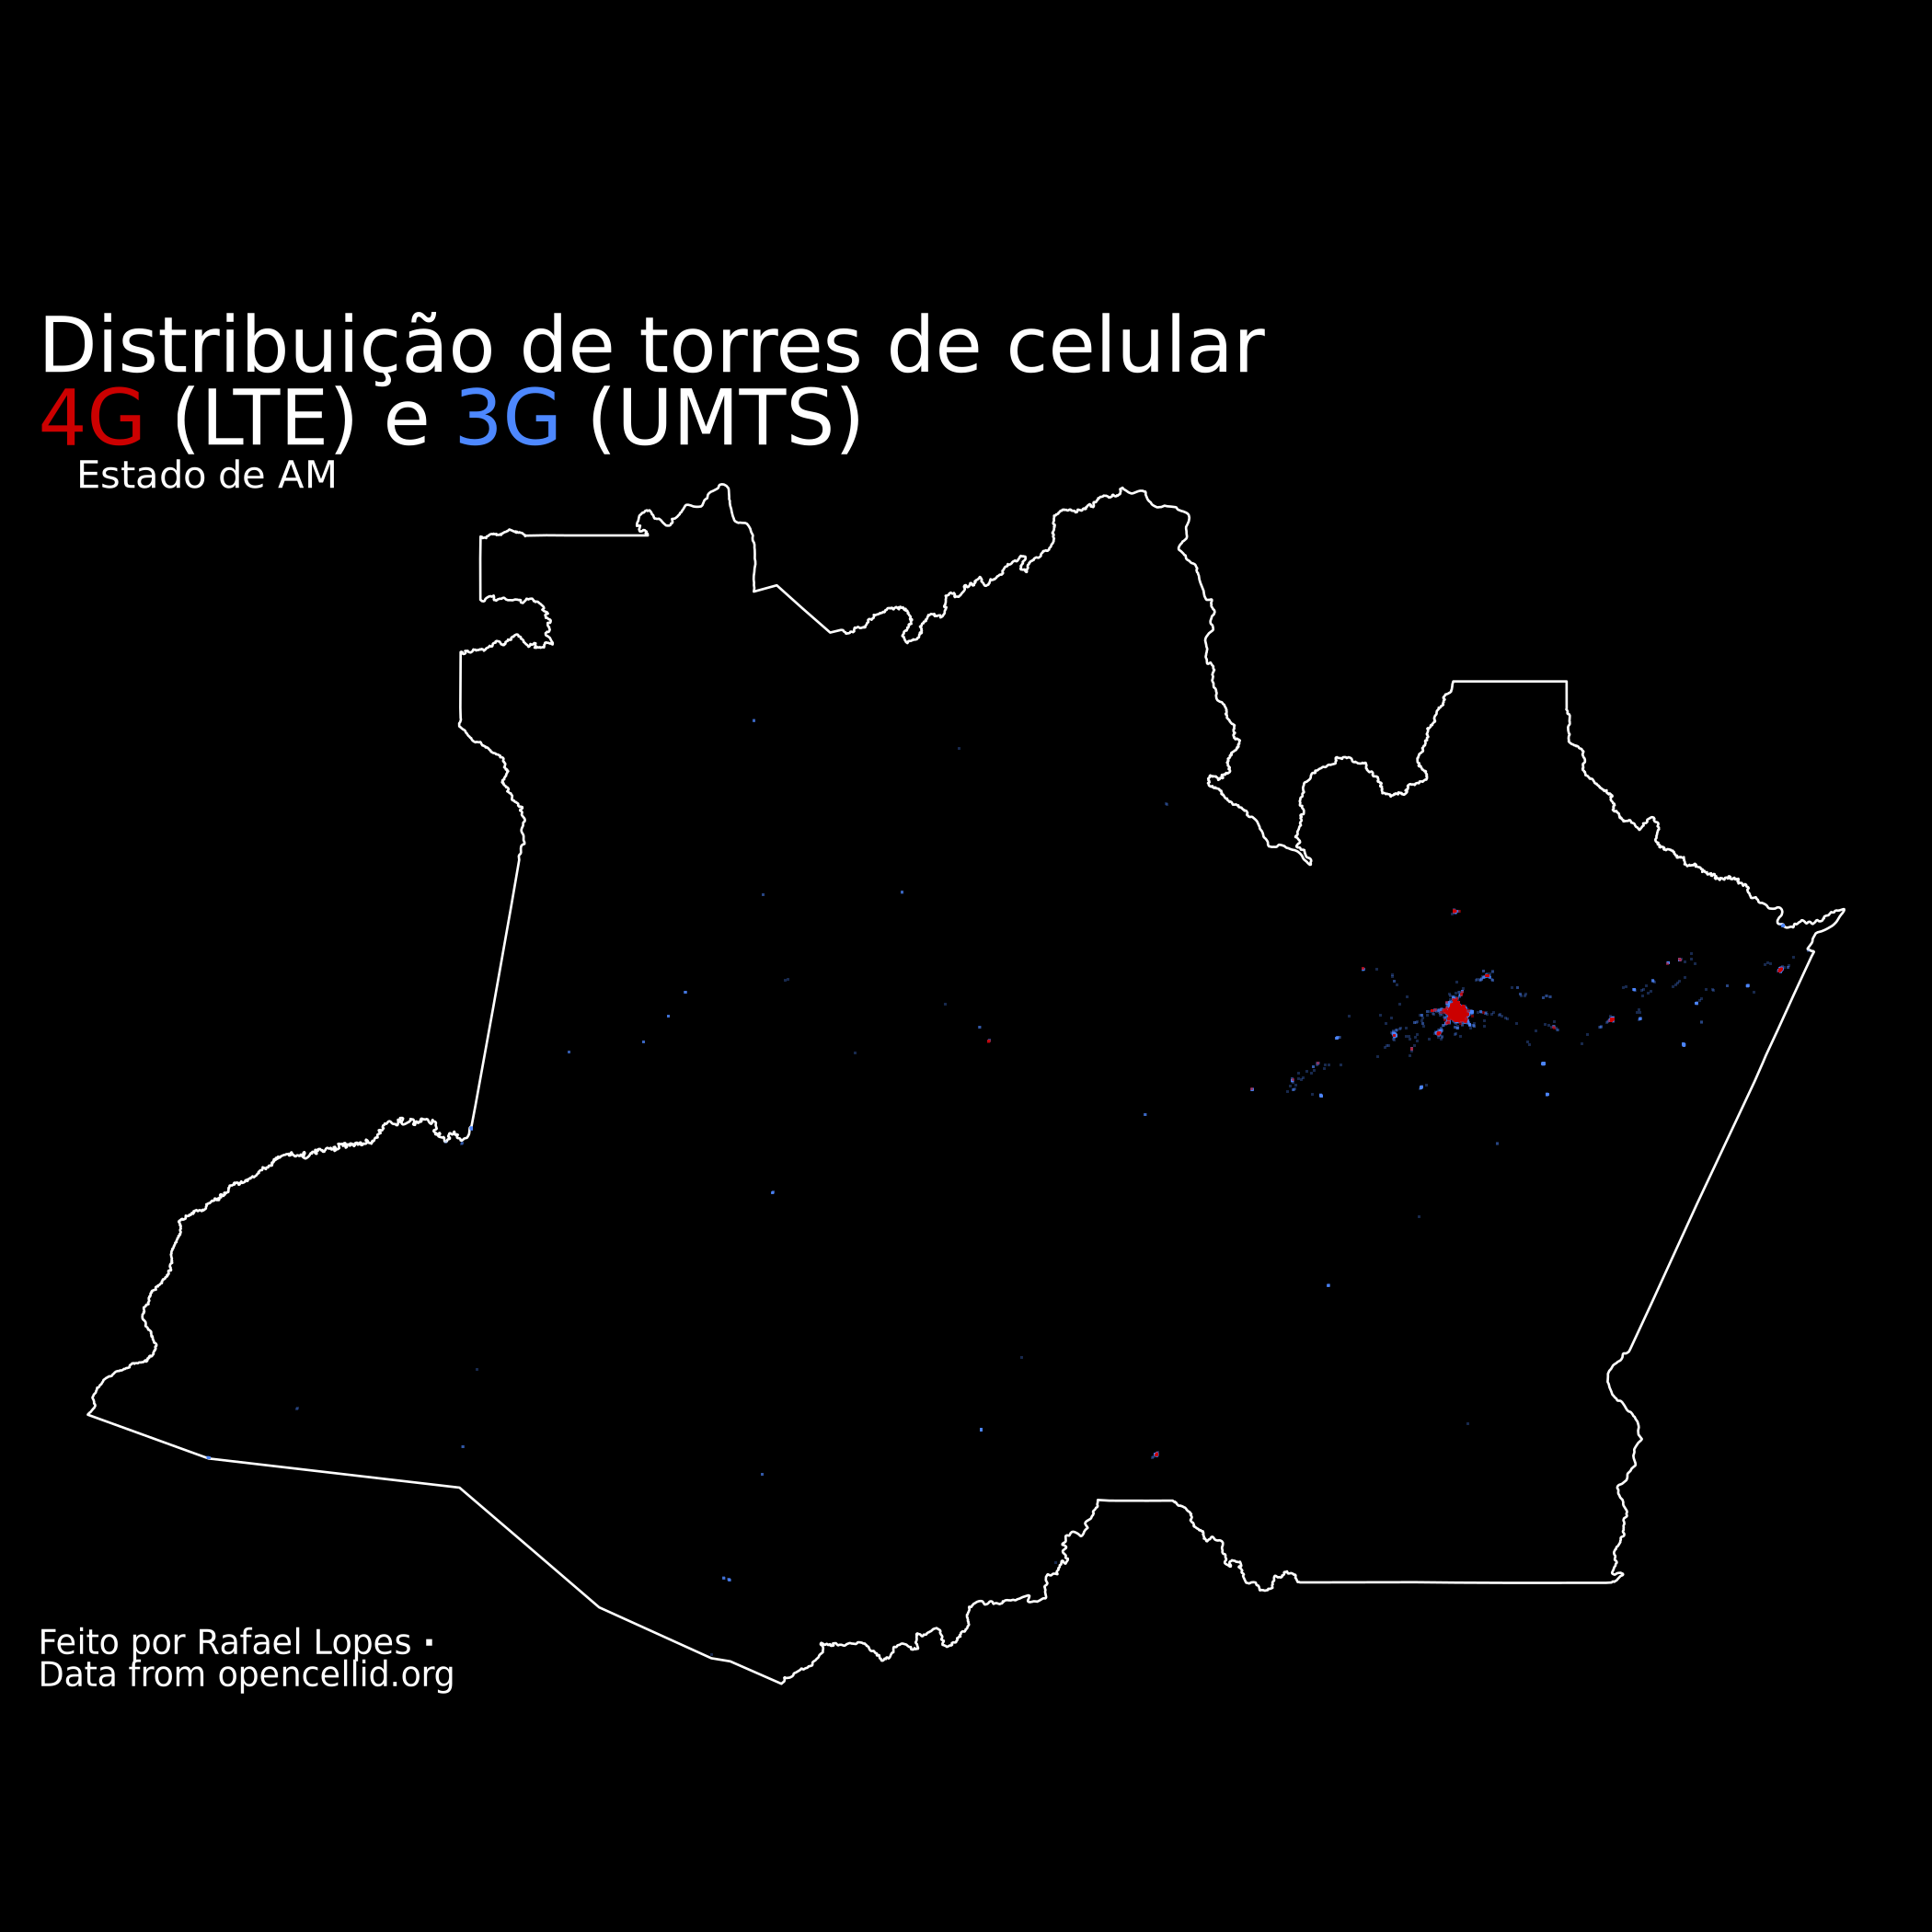 Distribuição de torres de celular
4G (LTE) e 3G (UMTS)
Estado de AM
Feito por Rafael Lopes ·
Data from opencellid.org